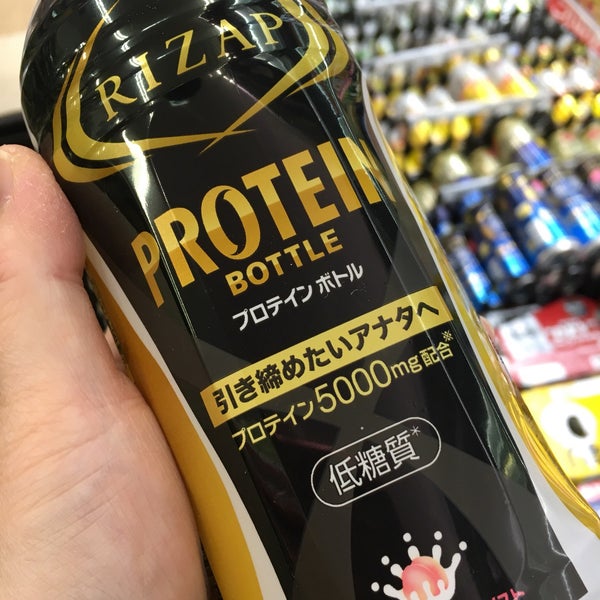 RIZAP
PROTEIN
BOTTLE
プロテインボトル
引き締めたいアナタへ
プロテイン5000mg配合※
低糖質*